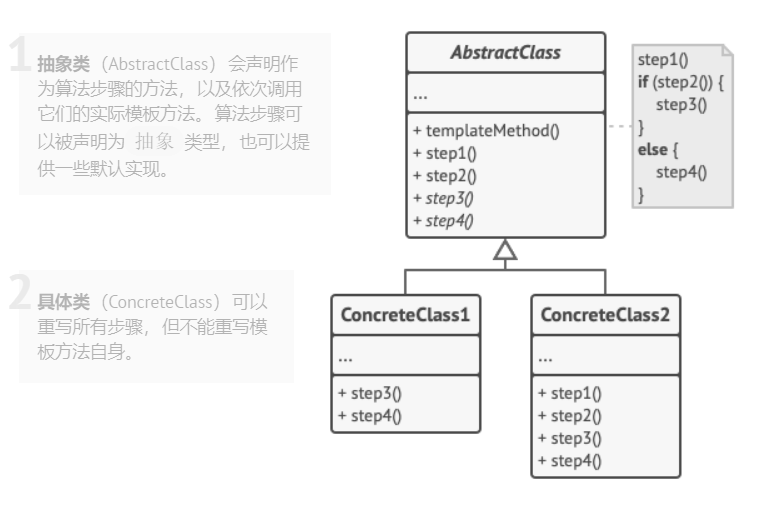 1
抽象类（AbstractClass）会声明作
为算法步骤的方法，以及依次调用
它们的实际模板方法。算法步骤可
以被声明为 抽象 类型，也可以提
供一些默认实现。
AbstractClass
...
+ templateMethod()
+ step1()
+ step2()
+ step3()
+ step4()
step1()
if (step2()) {
step3()
}
else {
step4()
}
2
具体类（ConcreteClass）可以
重写所有步骤，但不能重写模
板方法自身。
ConcreteClass1
...
+ step3()
+ step4()
ConcreteClass2
...
+ step1()
+ step2()
+ step3()
+ step4()